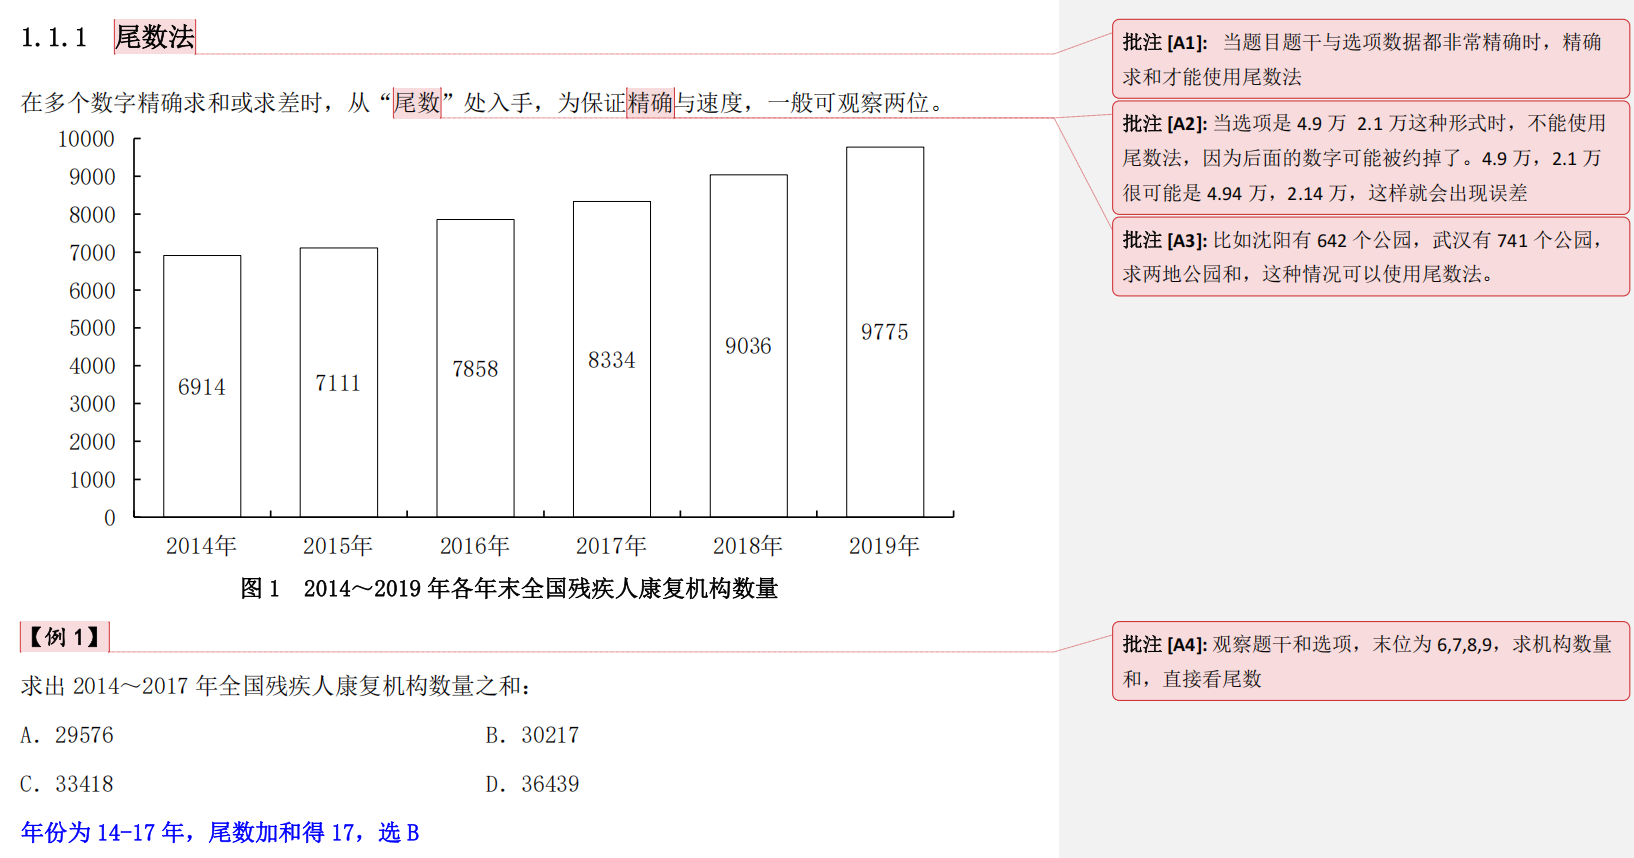 1.1.1 尾数法
在多个数字精确求和或求差时，从“尾数”处入手，为保证精确与速度，一般可观察两位。
10000
9000
8000
7000
6000
5000
4000
3000
2000
1000
0
6914
7111
7858
8334
9036
9775
2014年
2015年
2016年
2017年
2018年
2019年
图 1 2014～2019 年各年末全国残疾人康复机构数量
【例 1】
求出 2014～2017 年全国残疾人康复机构数量之和：
A. 29576
B. 30217
C. 33418
D. 36439
年份为 14-17 年，尾数加和得 17，选 B
批注 [A1]: 当题目题干与选项数据都非常精确时，精确
求和才能使用尾数法
批注 [A2]: 当选项是 4.9 万 2.1 万这种形式时，不能使用
尾数法，因为后面的数字可能被约掉了。4.9 万，2.1 万
很可能是 4.94 万，2.14 万，这样就会出现误差
批注 [A3]: 比如沈阳有 642 个公园，武汉有 741 个公园，
求两地公园和，这种情况可以使用尾数法。
批注 [A4]: 观察题干和选项，末位为 6,7,8,9，求机构数量
和，直接看尾数